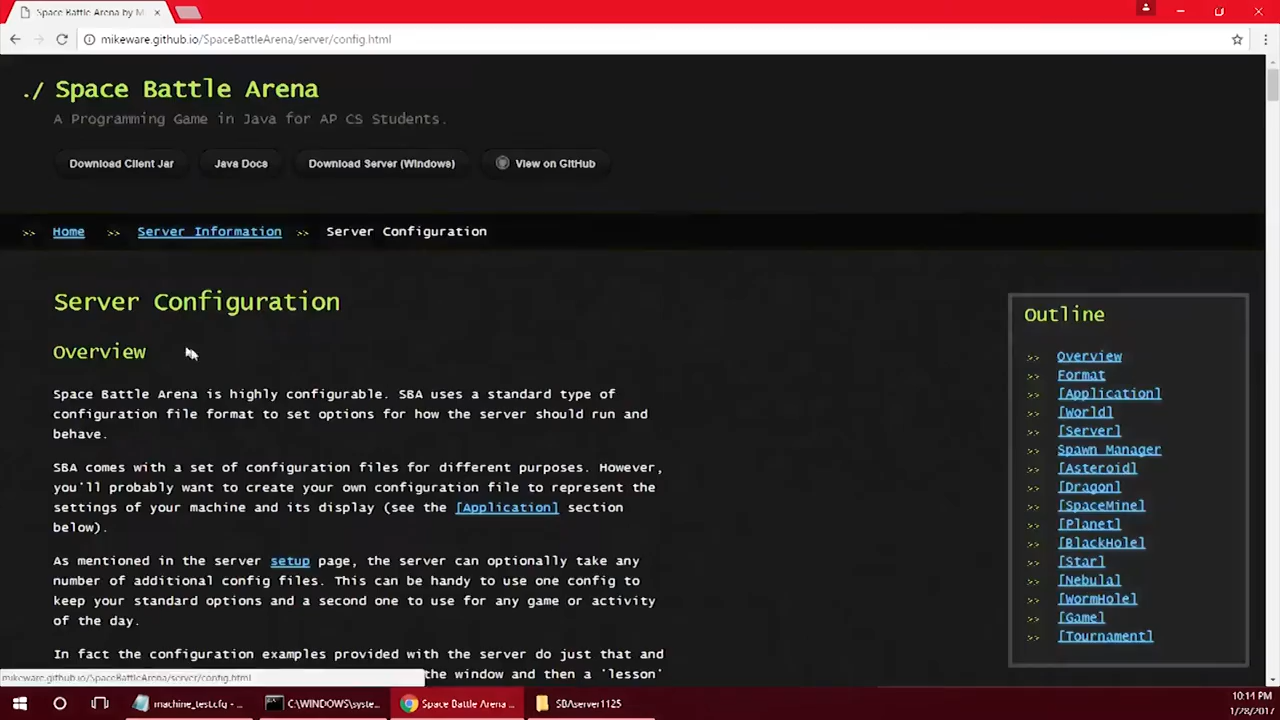 Space Battle Arena by M
mikeware.github.io/SpaceBattleArena/server/config.html
./ Space Battle Arena
A Programming Game in Java for AP CS Students.
Download Client Jar
Java Docs
Download Server (Windows)
View on GitHub
>> Home >> Server Information >> Server Configuration
Server Configuration
Overview
Space Battle Arena is highly configurable. SBA uses a standard type of
configuration file format to set options for how the server should run and
behave.
SBA comes with a set of configuration files for different purposes. However,
you'll probably want to create your own configuration file to represent the
settings of your machine and its display (see the [Application] section
below).
As mentioned in the server setup page, the server can optionally take any
number of additional config files. This can be handy to use one config to
keep your standard options and a second one to use for any game or activity
of the day.
In fact the configuration examples provided with the server do just that and
the window and then a 'lesson'
Outline
>> Overview
>> Format
>> [Application]
>> [World]
>> [Server]
>> Spawn Manager
>> [Asteroid]
>> [Dragon]
>> [SpaceMine]
>> [Planet]
>> [BlackHole]
>> [Star]
>> [Nebula]
>> [WormHole]
>> [Game]
>> [Tournament]
mikeware.github.io/SpaceBattleArena/server/config.html
machine_test.cfg - ...
C:\WINDOWS\syste...
Space Battle Arena ...
SBAserver1125
10:14 PM
1/28/2017